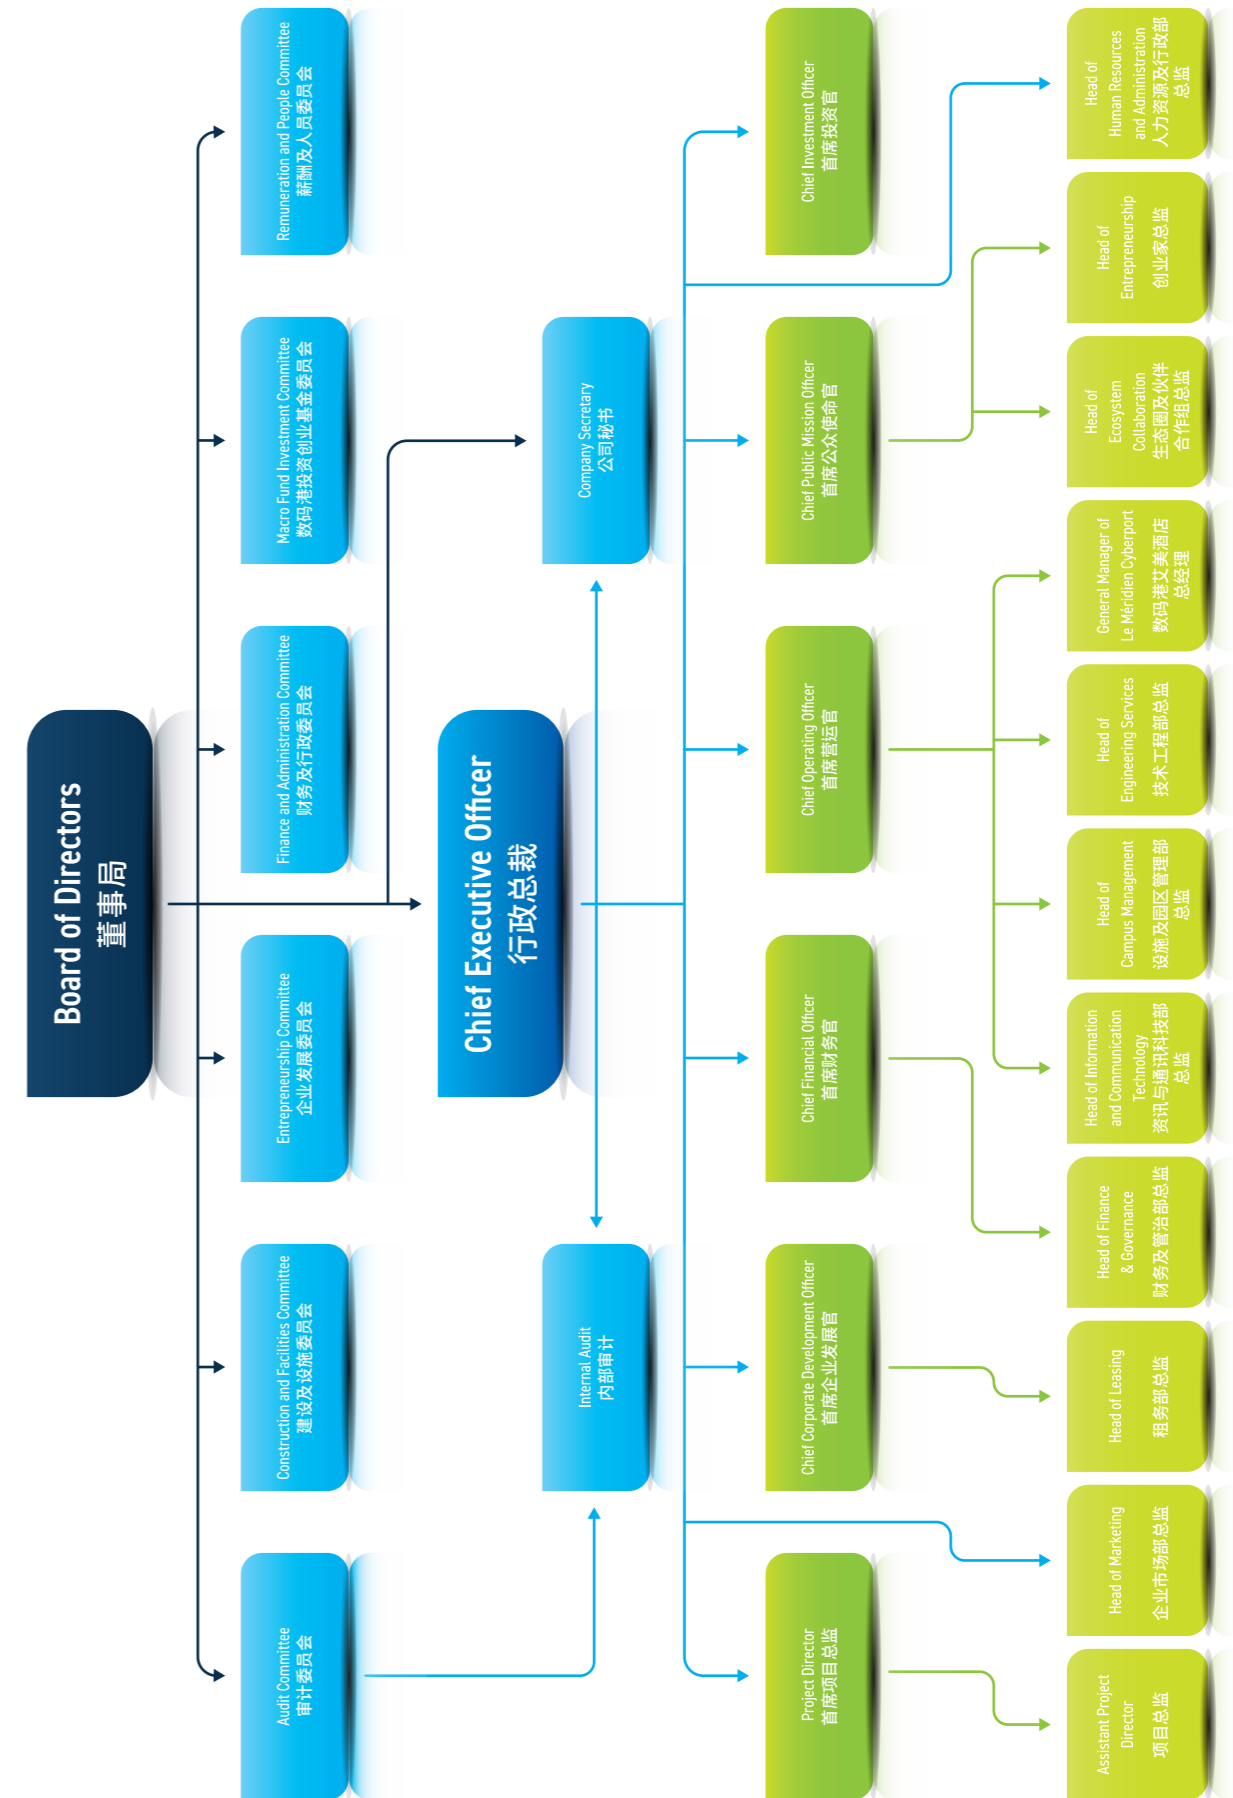 Board of Directors
董事局
Audit Committee
审计委员会
Construction and Facilities Committee
建设及设施委员会
Entrepreneurship Committee
企业发展委员会
Finance and Administration Committee
财务及行政委员会
Macro Fund Investment Committee
数码港投资创业基金委员会
Remuneration and People Committee
薪酬及人员委员会
Chief Executive Officer
行政总裁
Internal Audit
内部审计
Company Secretary
公司秘书
Project Director
首席项目总监
Chief Corporate Development Officer
首席企业发展官
Chief Financial Officer
首席财务官
Chief Operating Officer
首席营运官
Chief Public Mission Officer
首席公众使命官
Chief Investment Officer
首席投资官
Assistant Project
Director
项目总监
Head of Marketing
企业市场部总监
Head of Leasing
租务部总监
Head of Finance
& Governance
财务及管治部总监
Head of Information
and Communication
Technology
资讯与通讯科技部
总监
Head of
Campus Management
设施及园区管理部
总监
Head of
Engineering Services
技术工程部总监
General Manager of
Le Méridien Cyberport
数码港艾美酒店
总经理
Head of
Ecosystem
Collaboration
生态圈及伙伴
合作组总监
Head of
Entrepreneurship
创业家总监
Head of
Human Resources
and Administration
人力资源及行政部
总监